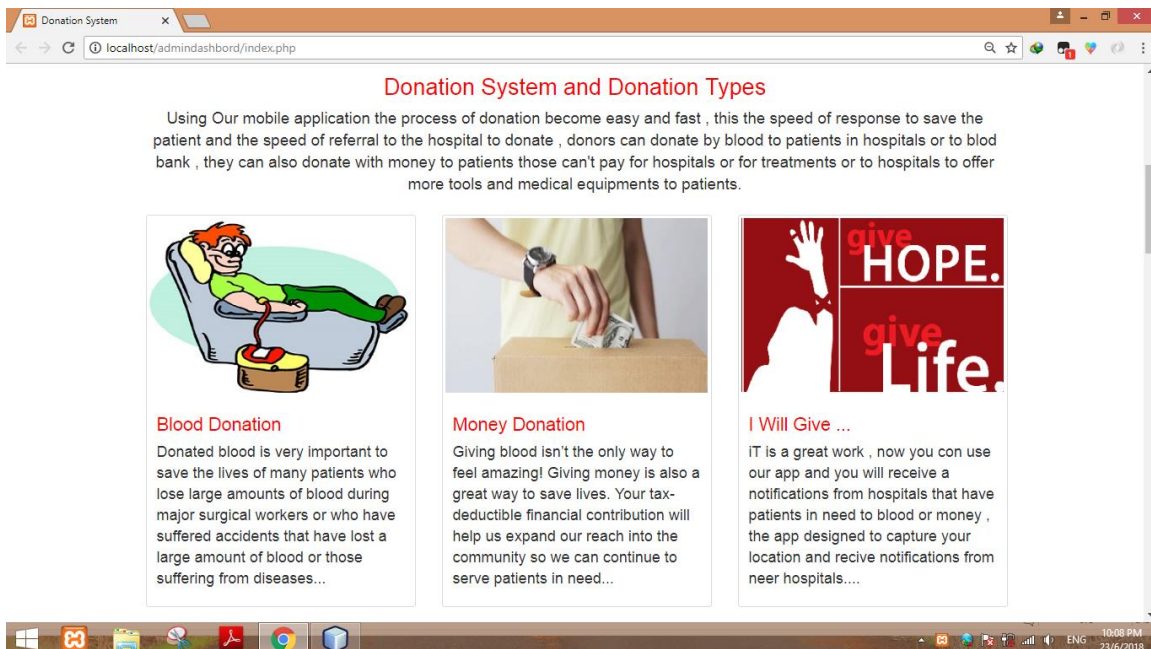 Donation System
localhost/admindashbord/index.php
1
Donation System and Donation Types
Using Our mobile application the process of donation become easy and fast , this the speed of response to save the
patient and the speed of referral to the hospital to donate , donors can donate by blood to patients in hospitals or to blod
bank , they can also donate with money to patients those can't pay for hospitals or for treatments or to hospitals to offer
more tools and medical equipments to patients.
give
HOPE.
give
Life.
Blood Donation
Donated blood is very important to
save the lives of many patients who
lose large amounts of blood during
major surgical workers or who have
suffered accidents that have lost a
large amount of blood or those
suffering from diseases...
Money Donation
Giving blood isn't the only way to
feel amazing! Giving money is also a
great way to save lives. Your tax-
deductible financial contribution will
help us expand our reach into the
community so we can continue to
serve patients in need...
I Will Give ...
iT is a great work , now you con use
our app and you will receive a
notifications from hospitals that have
patients in need to blood or money ,
the app designed to capture your
location and recive notifications from
neer hospitals....
ENG
10:08 PM
23/6/2018